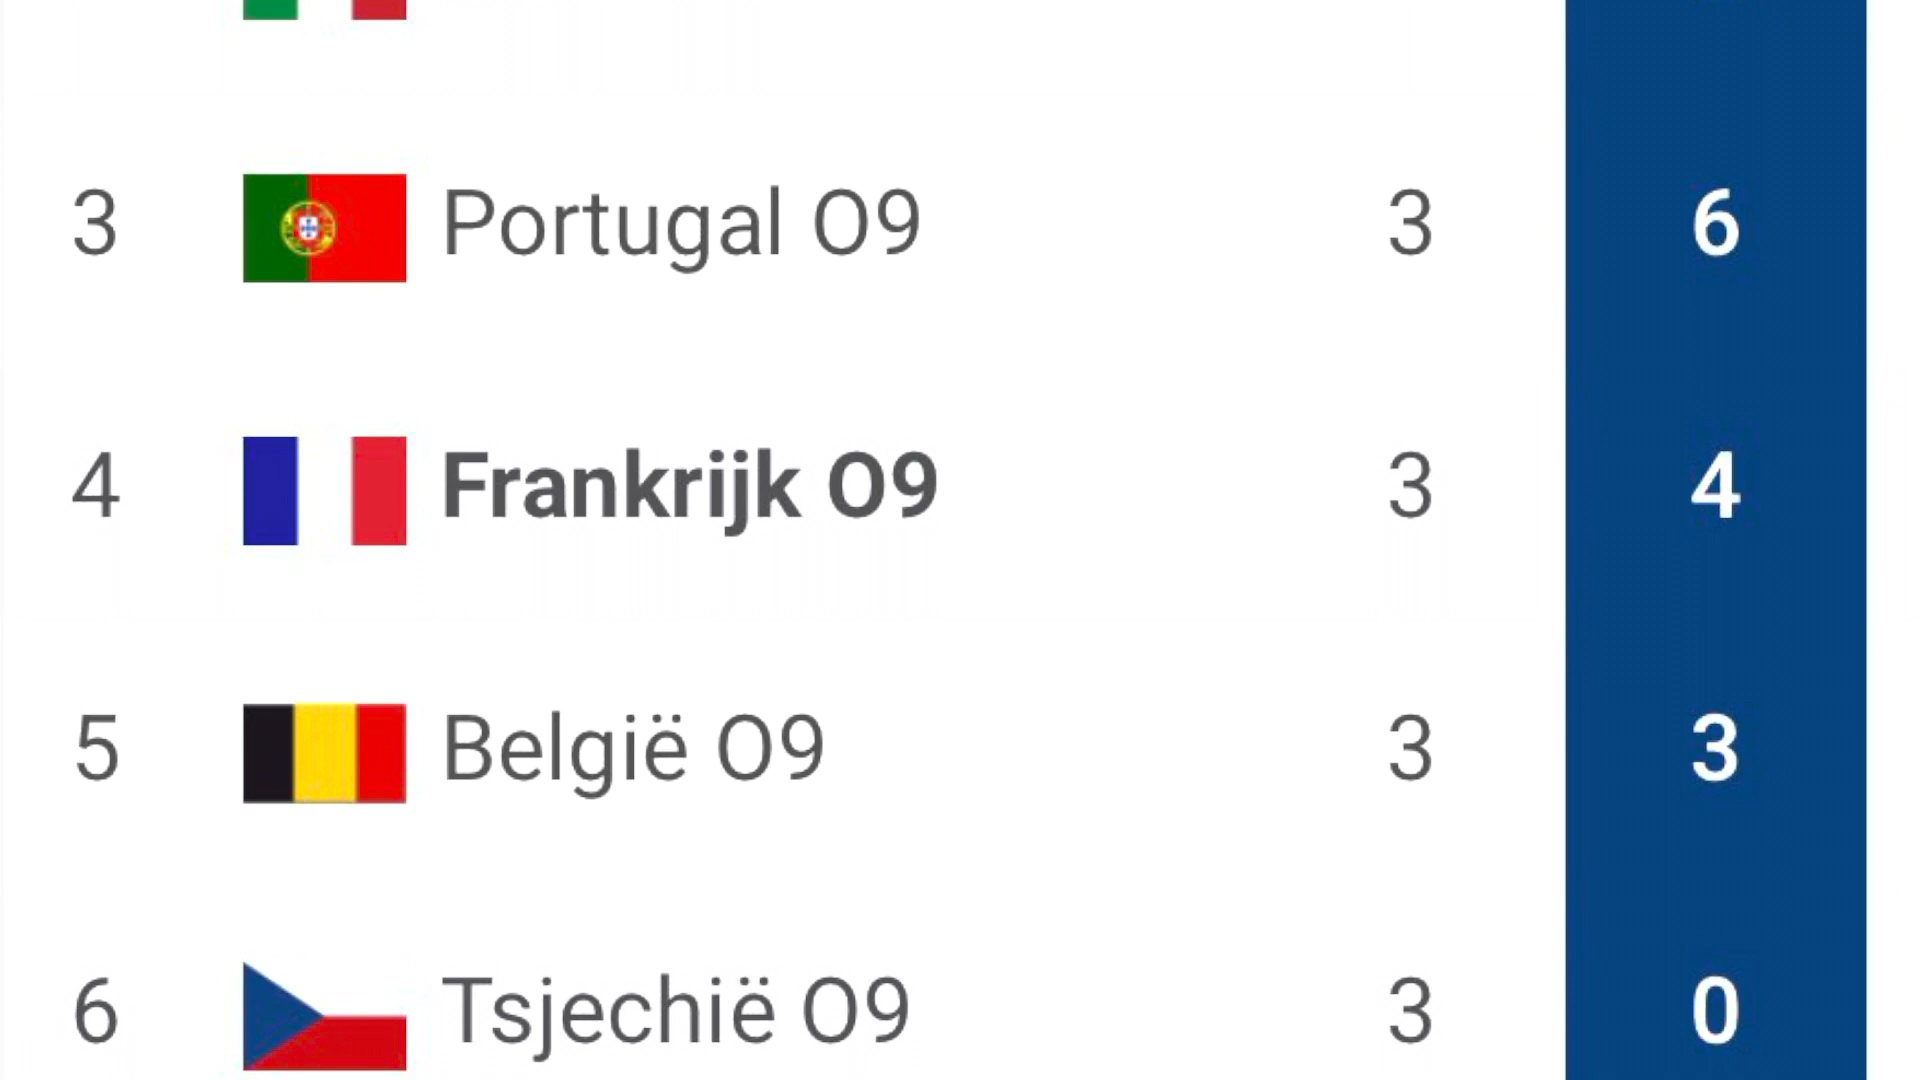 3 Portugal O9 3 6
4 Frankrijk O9 3 4
5 België O9 3 3
6 Tsjechië O9 3 0